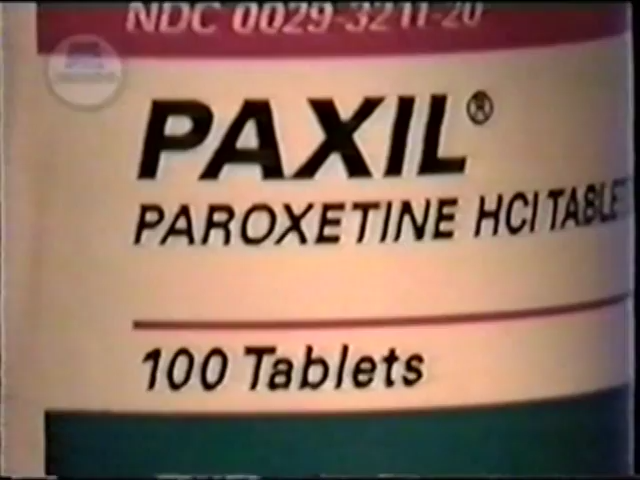 NDC 0029-3211-20
PAXIL®
PAROXETINE HCl TABLE
100 Tablets